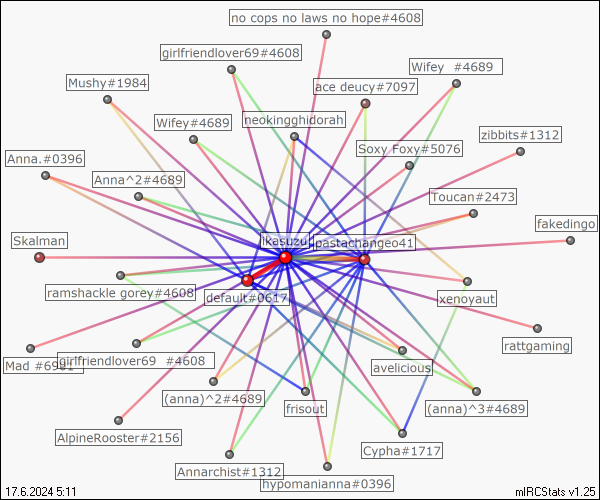 no cops no laws no hope#4608
girlfriendlover69#4608
Wifey  #4689
Mushy#1984
ace deucy#7097
Wifey#4689
neokingghidorah
zibbits#1312
Soxy Foxy#5076
Anna.#0396
Anna^2#4689
Toucan#2473
fakedingo
Skalman
ikasuzu
pastachangeo41
ramshackle gorey#4608
default#0617
xenoyaut
rattgaming
Mad
girlfriendlover69  #4608
avelicious
(anna)^2#4689
frisout
(anna)^3#4689
AlpineRooster#2156
Cypha#1717
Annarchist#1312
hypomanianna#0396
17.6.2024 5:11
mIRCStats v1.25